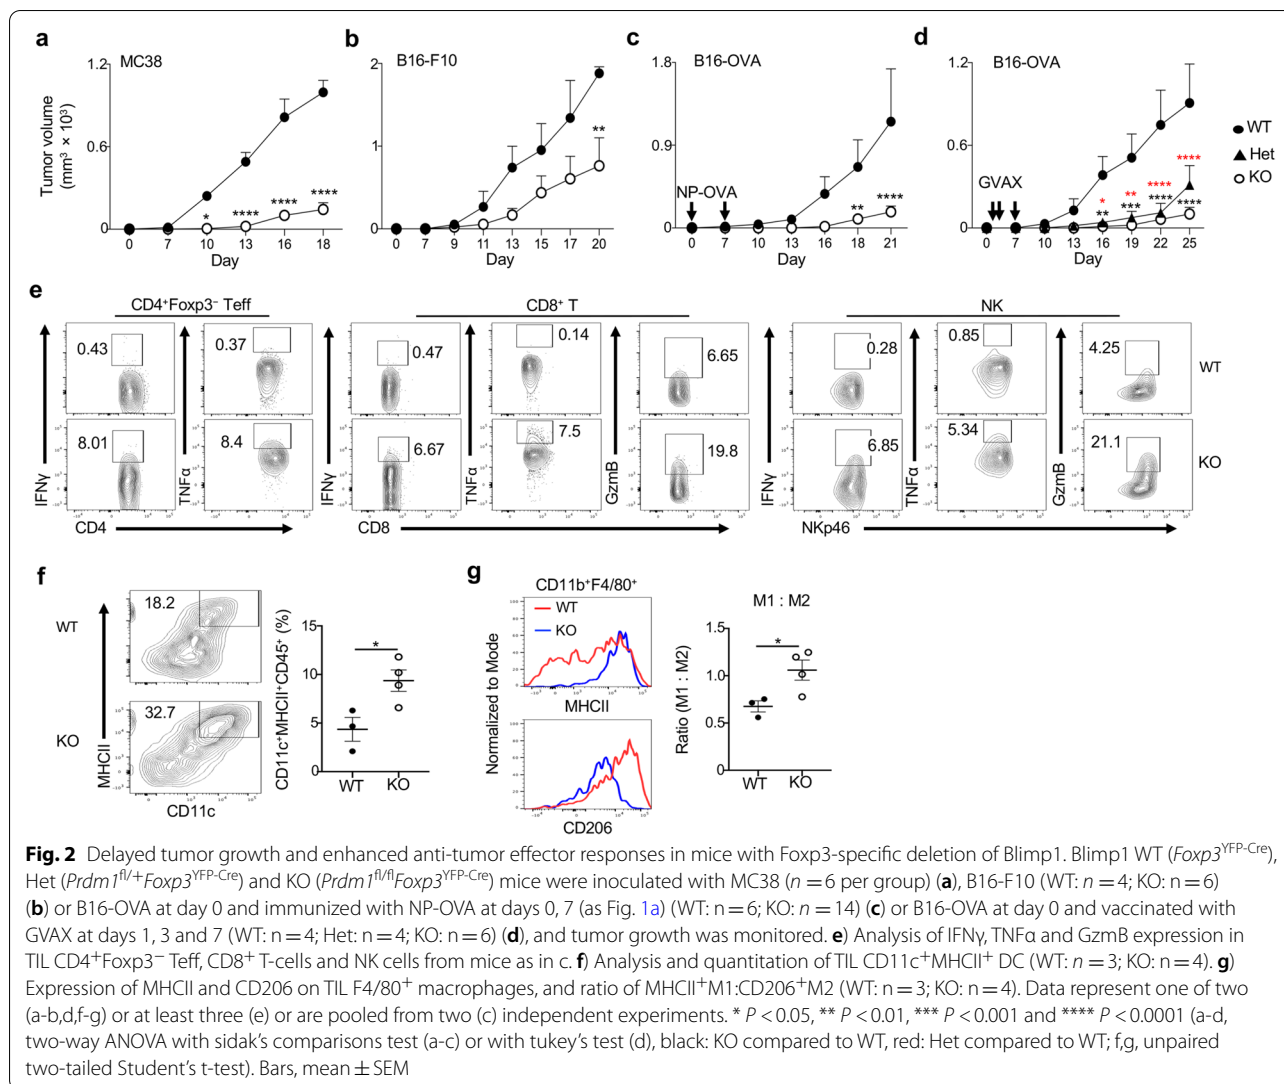 a
MC38
b
B16-F10
c
B16-OVA
d
B16-OVA
Tumor volume
(mm³ × 10³)
1.2
0.6
0
* **** **** ****
0 7 10 13 16 18
Day
2
1
0
**
0 7 9 11 13 15 17 20
Day
1.8
0.9
0
NP-OVA
** ****
0 7 10 13 16 18 21
Day
1.2
0.6
0
GVAX
* ** **** ****
** *** **** ****
0 7 10 13 16 19 22 25
Day
WT
Het
KO
e
CD4⁺Foxp3⁻ Teff
CD8⁺ T
NK
0.43
0.37
0.47
0.14
6.65
0.28
0.85
4.25
WT
8.01
8.4
6.67
7.5
19.8
6.85
5.34
21.1
KO
IFNγ
TNFα
IFNγ
TNFα
GzmB
IFNγ
TNFα
GzmB
CD4
CD8
NKp46
f
WT
18.2
KO
32.7
MHCII
CD11c
CD11c⁺MHCII⁺CD45⁺ (%)
15
10
5
0
*
WT KO
g
CD11b⁺F4/80⁺
WT
KO
Normalized to Mode
MHCII
CD206
M1 : M2
Ratio (M1 : M2)
1.5
1.0
0.5
0.0
*
WT KO
Fig. 2 Delayed tumor growth and enhanced anti-tumor effector responses in mice with Foxp3-specific deletion of Blimp1. Blimp1 WT (Foxp3^YFP-Cre),
Het (Prdm1^fl/+Foxp3^YFP-Cre) and KO (Prdm1^fl/flFoxp3^YFP-Cre) mice were inoculated with MC38 (n = 6 per group) (a), B16-F10 (WT: n = 4; KO: n = 6)
(b) or B16-OVA at day 0 and immunized with NP-OVA at days 0, 7 (as Fig. 1a) (WT: n = 6; KO: n = 14) (c) or B16-OVA at day 0 and vaccinated with
GVAX at days 1, 3 and 7 (WT: n = 4; Het: n = 4; KO: n = 6) (d), and tumor growth was monitored. e) Analysis of IFNγ, TNFα and GzmB expression in
TIL CD4⁺Foxp3⁻ Teff, CD8⁺ T-cells and NK cells from mice as in c. f) Analysis and quantitation of TIL CD11c⁺MHCII⁺ DC (WT: n = 3; KO: n = 4). g)
Expression of MHCII and CD206 on TIL F4/80⁺ macrophages, and ratio of MHCII⁺M1:CD206⁺M2 (WT: n = 3; KO: n = 4). Data represent one of two
(a-b,d,f-g) or at least three (e) or are pooled from two (c) independent experiments. * P < 0.05, ** P < 0.01, *** P < 0.001 and **** P < 0.0001 (a-d,
two-way ANOVA with sidak's comparisons test (a-c) or with tukey's test (d), black: KO compared to WT, red: Het compared to WT; f,g, unpaired
two-tailed Student's t-test). Bars, mean ± SEM